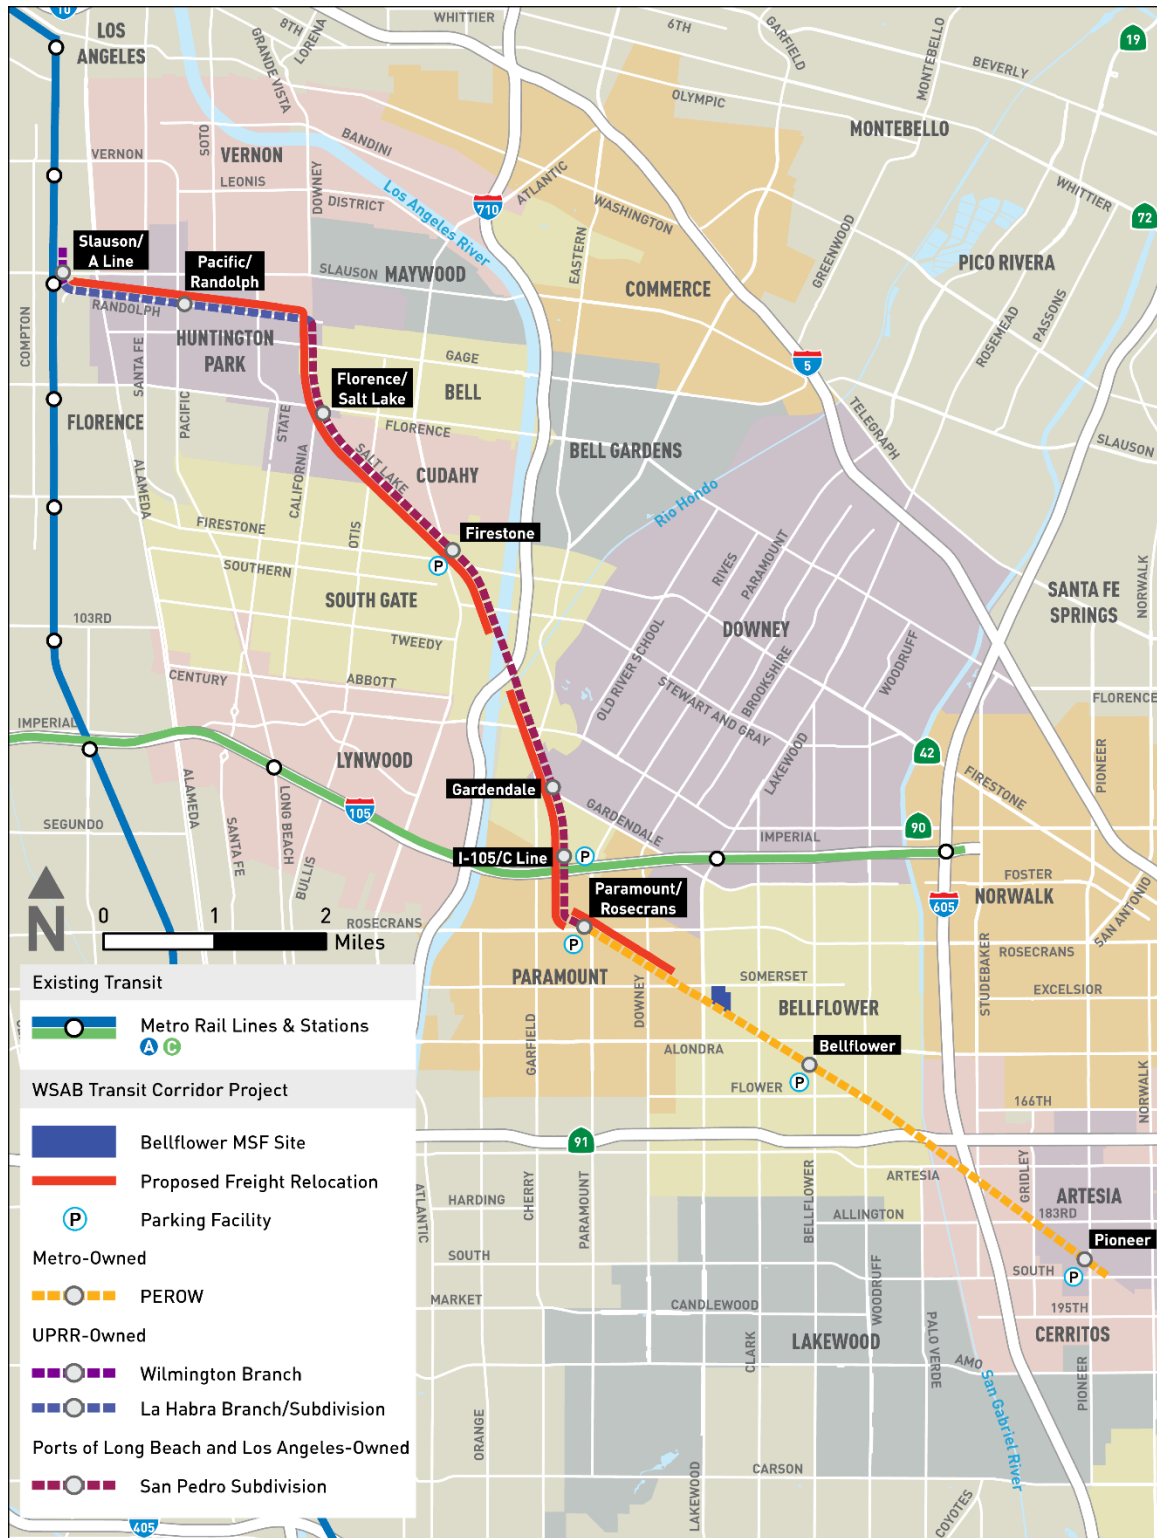 10
LOS
ANGELES
8TH
LORENA
GRANDE VISTA
WHITTIER
6TH
GARFIELD
MONTEBELLO
19
BEVERLY
OLYMPIC
MONTEBELLO
VERNON
SOTO
VERNON
LEONIS
DOWNEY
DISTRICT
BANDINI
Los Angeles River
710
ATLANTIC
WASHINGTON
EASTERN
GREENWOOD
WHITTIER
72
Slauson/
A Line
Pacific/
Randolph
SLAUSON
MAYWOOD
COMMERCE
PICO RIVERA
ROSEMEAD
PASSONS
COMPTON
RANDOLPH
HUNTINGTON
PARK
SANTA FE
PACIFIC
STATE
GAGE
BELL
5
Florence/
Salt Lake
FLORENCE
FLORENCE
SALT LAKE
CUDAHY
BELL GARDENS
TELEGRAPH
SLAUSON
Rio Hondo
ALAMEDA
CALIFORNIA
OTIS
FIRESTONE
SOUTHERN
Firestone
P
SOUTH GATE
TWEEDY
RIVES
PARAMOUNT
DOWNEY
SANTA FE
SPRINGS
NORWALK
103RD
CENTURY
ABBOTT
OLD RIVER SCHOOL
BROOKSHIRE
WOODRUFF
STEWART AND GRAY
LAKEWOOD
FLORENCE
IMPERIAL
LYNWOOD
42
FIRESTONE
PIONEER
Gardendale
GARDENDALE
105
SEGUNDO
ALAMEDA
SANTA FE
LONG BEACH
BULLIS
IMPERIAL
90
I-105/C Line
P
FOSTER
Paramount/
Rosecrans
605
NORWALK
SAN ANTONIO
N
0
1
2
Miles
ROSECRANS
P
PARAMOUNT
DOWNEY
SOMERSET
STUDEBAKER
ROSECRANS
EXCELSIOR
BELLFLOWER
GARFIELD
ALONDRA
Bellflower
FLOWER
P
166TH
NORWALK
91
ATLANTIC
HARDING
CHERRY
PARAMOUNT
BELLFLOWER
ARTESIA
ALLINGTON
GRIDLEY
ARTESIA
183RD
Pioneer
SOUTH
SOUTH
P
MARKET
CANDLEWOOD
WOODRUFF
195TH
LAKEWOOD
CERRITOS
CLARK
PALO VERDE
AMO
PIONEER
San Gabriel River
ORANGE
CARSON
LAKEWOOD
COYOTES
Existing Transit
Metro Rail Lines & Stations
A C
WSAB Transit Corridor Project
Bellflower MSF Site
Proposed Freight Relocation
P Parking Facility
Metro-Owned
PEROW
UPRR-Owned
Wilmington Branch
La Habra Branch/Subdivision
Ports of Long Beach and Los Angeles-Owned
San Pedro Subdivision
405